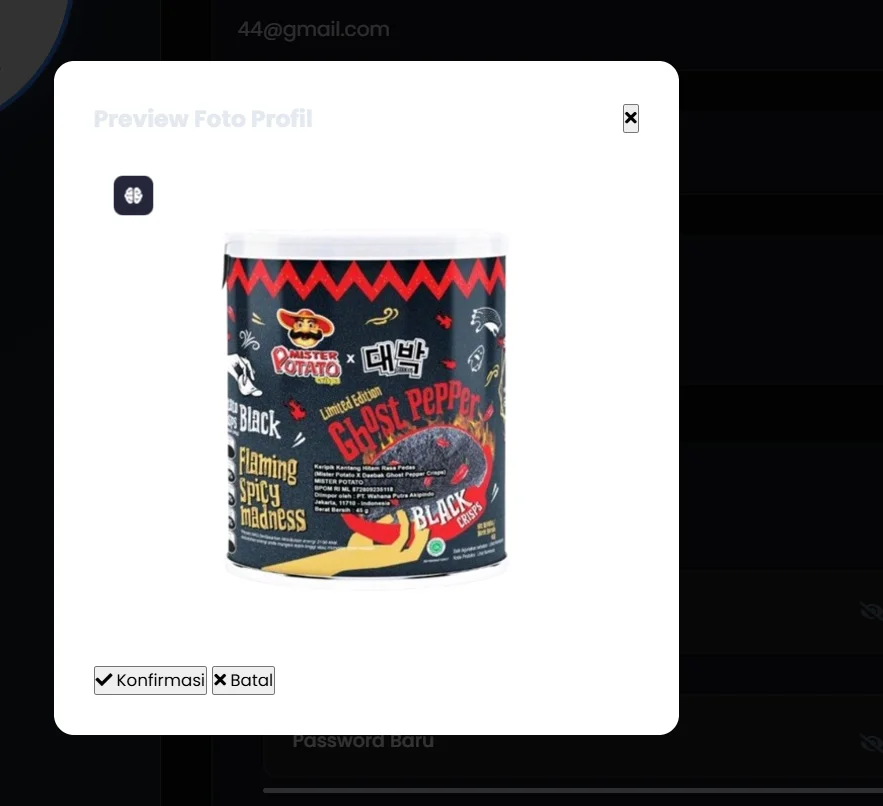 44@gmail.com
Preview Foto Profil
MISTER
POTATO
x 대박
Limited Edition
Ghost Pepper
Black
Flaming
Spicy
madness
Keripik Kentang Hitam Rasa Pedas
(Mister Potato X Daebak Ghost Pepper Crisps)
MISTER POTATO
BPOM RI ML
Diimpor oleh : PT. Wahana Putra Akipindo
Jakarta, 11710 - Indonesia
Berat Bersih : 45 g
BLACK
CRISPS
Konfirmasi
Batal
Password Baru